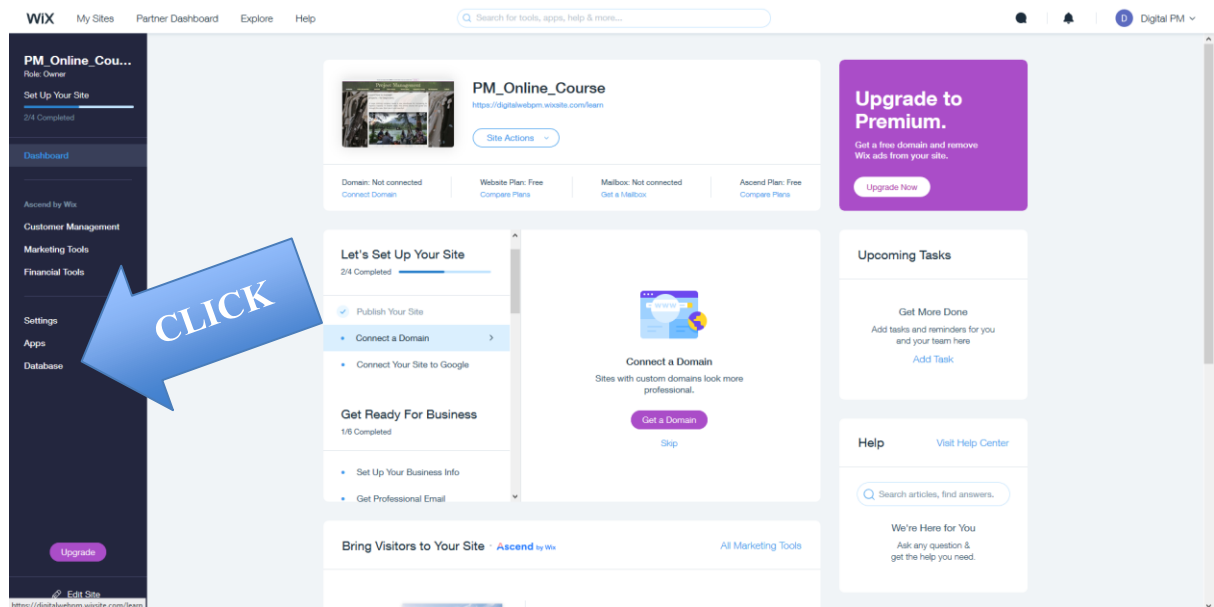 WiX My Sites Partner Dashboard Explore Help Search for tools, apps, help & more... D Digital PM
PM_Online_Cou...
Role: Owner
Set Up Your Site
2/4 Completed
Dashboard
Ascend by Wix
Customer Management
Marketing Tools
Financial Tools
Settings
Apps
Database
Upgrade
Edit Site
https://digitalwebpm.wixsite.com/learn
CLICK
Project Management
PM_Online_Course
https://digitalwebpm.wixsite.com/learn
Site Actions
Domain: Not connected Website Plan: Free Mailbox: Not connected Ascend Plan: Free
Connect Domain Compare Plans Get a Mailbox Compare Plans
Upgrade to
Premium.
Get a free domain and remove
Wix ads from your site.
Upgrade Now
Let's Set Up Your Site
2/4 Completed
Publish Your Site
Connect a Domain
Connect Your Site to Google
Get Ready For Business
1/6 Completed
Set Up Your Business Info
Get Professional Email
www
Connect a Domain
Sites with custom domains look more
professional.
Get a Domain
Skip
Upcoming Tasks
Get More Done
Add tasks and reminders for you
and your team here
Add Task
Help Visit Help Center
Search articles, find answers.
We're Here for You
Ask any question &
get the help you need.
Bring Visitors to Your Site · Ascend by Wix All Marketing Tools